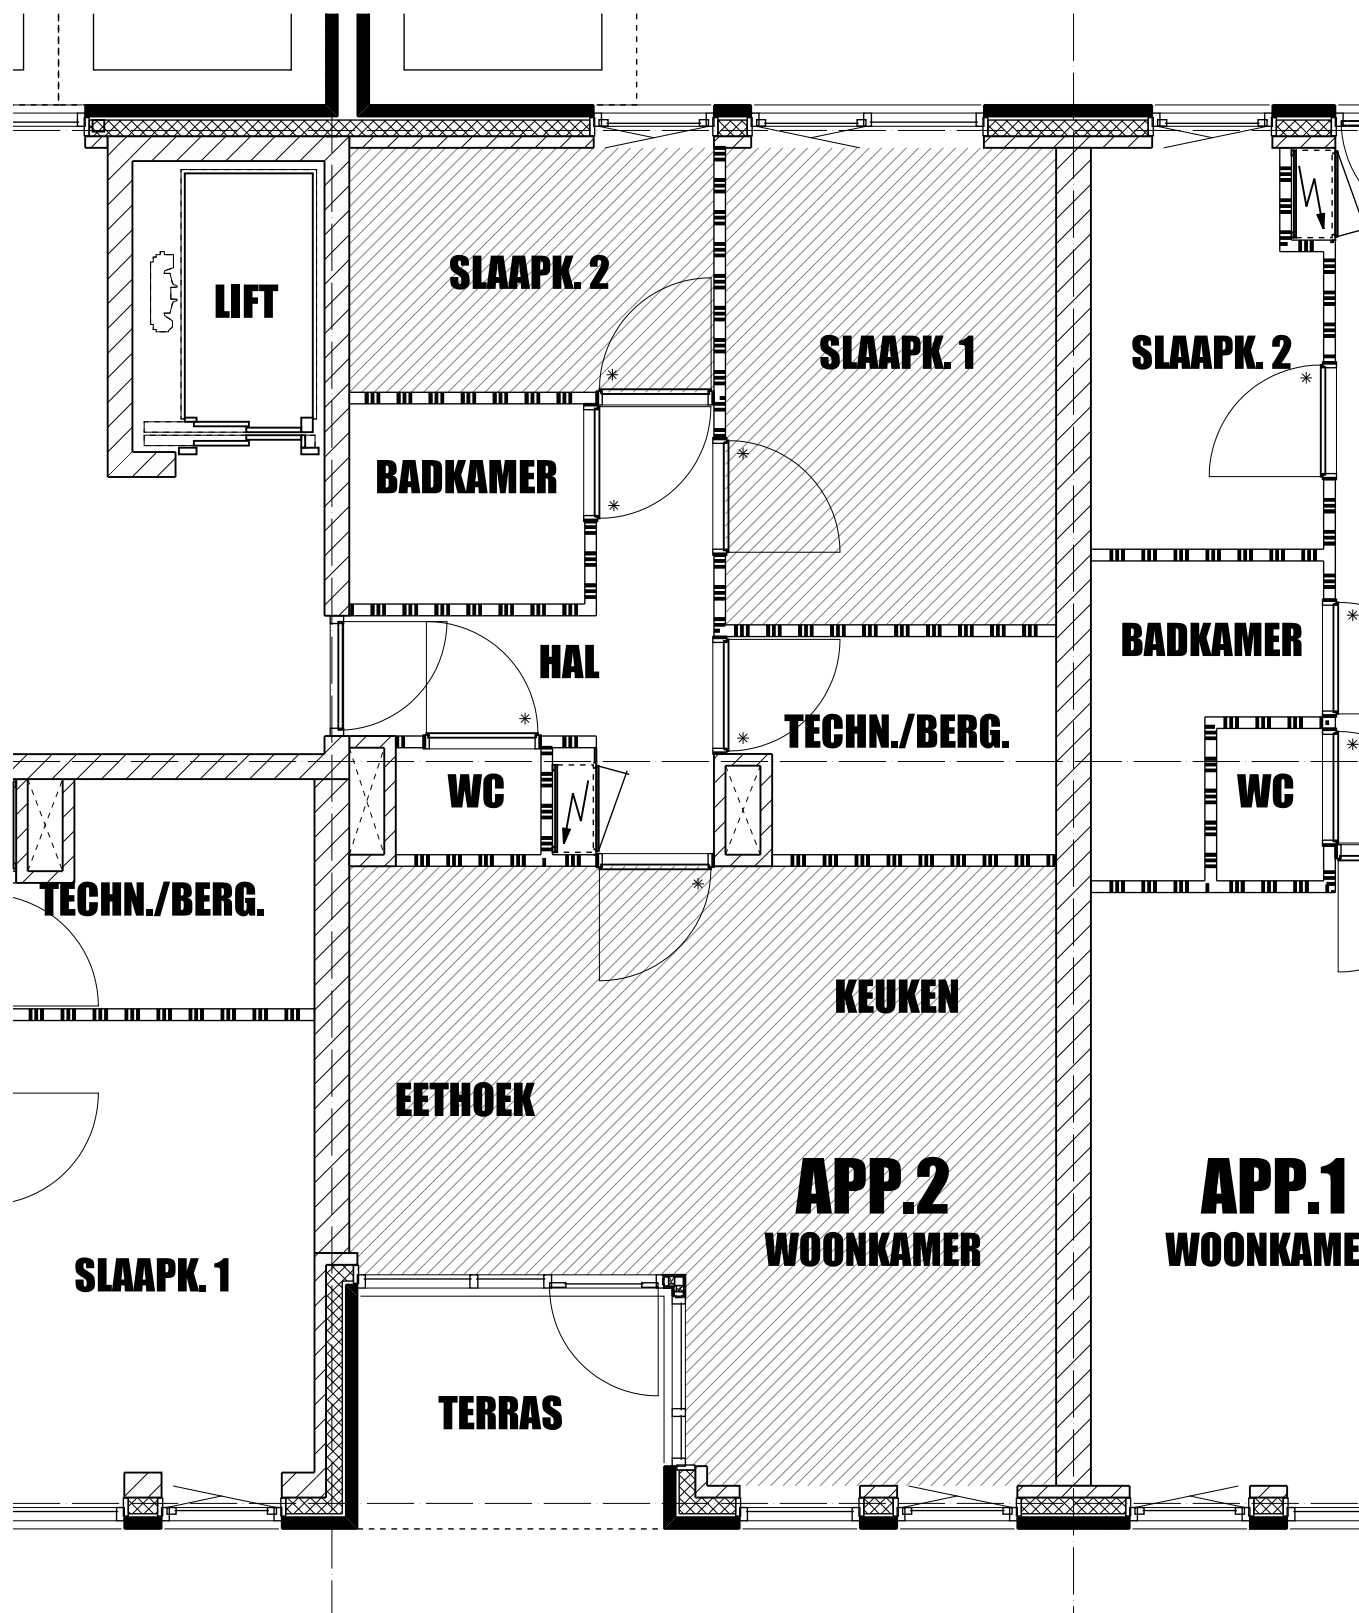 SLAAPK. 2
LIFT
SLAAPK. 1
SLAAPK. 2
BADKAMER
BADKAMER
HAL
TECHN./BERG.
WC
WC
TECHN./BERG.
KEUKEN
EETHOEK
APP.2
WOONKAMER
APP.1
WOONKAME
SLAAPK. 1
TERRAS